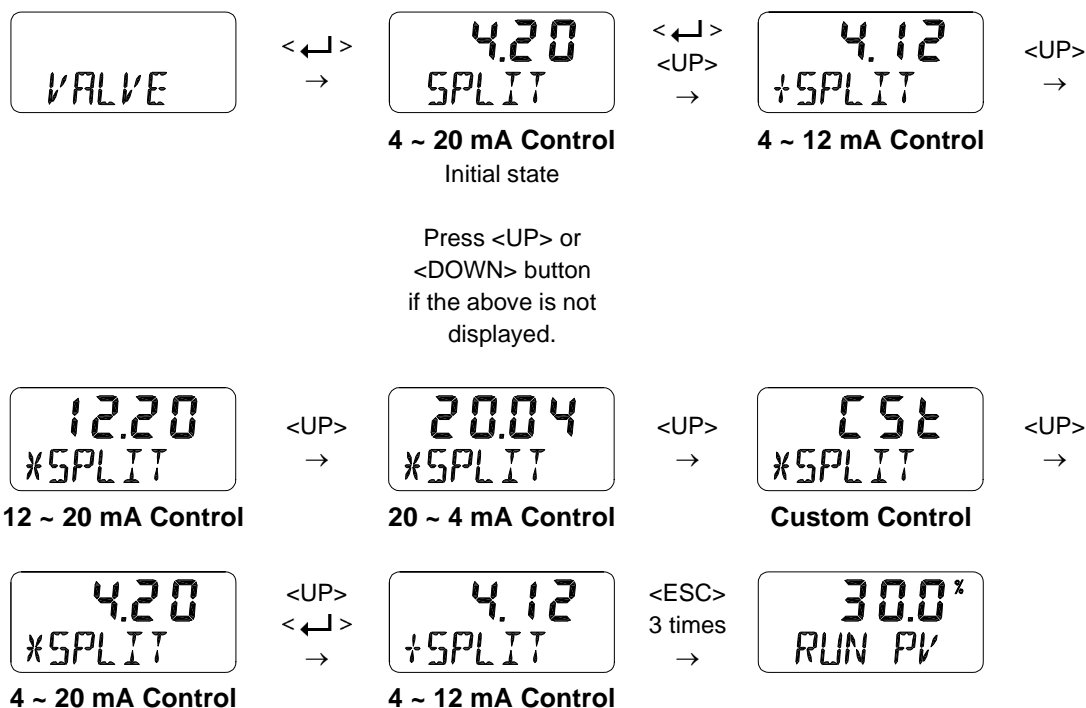 VALVE
< ↵ >
→
4.20
SPLIT
4 ~ 20 mA Control
Initial state
Press <UP> or
<DOWN> button
if the above is not
displayed.
< ↵ >
<UP>
→
4.12
+SPLIT
4 ~ 12 mA Control
<UP>
→
12.20
*SPLIT
12 ~ 20 mA Control
<UP>
→
20.04
*SPLIT
20 ~ 4 mA Control
<UP>
→
CSt
*SPLIT
Custom Control
<UP>
→
4.20
*SPLIT
4 ~ 20 mA Control
<UP>
< ↵ >
→
4.12
+SPLIT
4 ~ 12 mA Control
<ESC>
3 times
→
30.0%
RUN PV